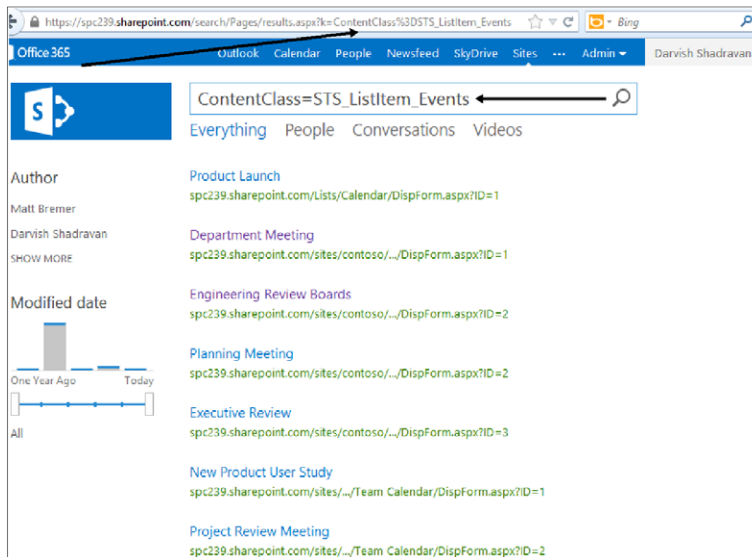 https://spc239.sharepoint.com/search/Pages/results.aspx?k=ContentClass%3DSTS_ListItem_Events
Bing
Office 365
Outlook Calendar People Newsfeed SkyDrive Sites ... Admin Darvish Shadravan
S
ContentClass=STS_ListItem_Events
Everything People Conversations Videos
Author
Matt Bremer
Darvish Shadravan
SHOW MORE
Modified date
One Year Ago Today
All
Product Launch
spc239.sharepoint.com/Lists/Calendar/DispForm.aspx?ID=1
Department Meeting
spc239.sharepoint.com/sites/contoso/.../DispForm.aspx?ID=1
Engineering Review Boards
spc239.sharepoint.com/sites/contoso/.../DispForm.aspx?ID=2
Planning Meeting
spc239.sharepoint.com/sites/contoso/.../DispForm.aspx?ID=2
Executive Review
spc239.sharepoint.com/sites/contoso/.../DispForm.aspx?ID=3
New Product User Study
spc239.sharepoint.com/sites/.../Team Calendar/DispForm.aspx?ID=1
Project Review Meeting
spc239.sharepoint.com/sites/.../Team Calendar/DispForm.aspx?ID=2